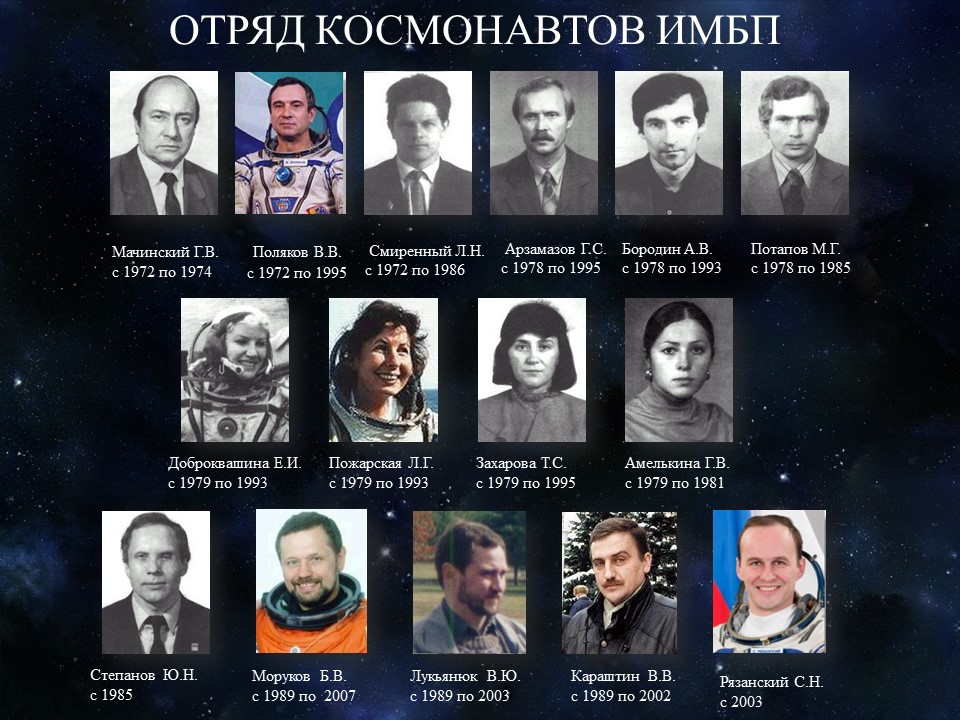 ОТРЯД КОСМОНАВТОВ ИМБП
Мачинский Г.В.
с 1972 по 1974
Поляков В.В.
с 1972 по 1995
Смиренный Л.Н.
с 1972 по 1986
Арзамазов Г.С.
с 1978 по 1995
Бородин А.В.
с 1978 по 1993
Потапов М.Г.
с 1978 по 1985
Доброквашина Е.И.
с 1979 по 1993
Пожарская Л.Г.
с 1979 по 1993
Захарова Т.С.
с 1979 по 1995
Амелькина Г.В.
с 1979 по 1981
Степанов Ю.Н.
с 1985
Моруков Б.В.
с 1989 по 2007
Лукьянюк В.Ю.
с 1989 по 2003
Караштин В.В.
с 1989 по 2002
Рязанский С.Н.
с 2003